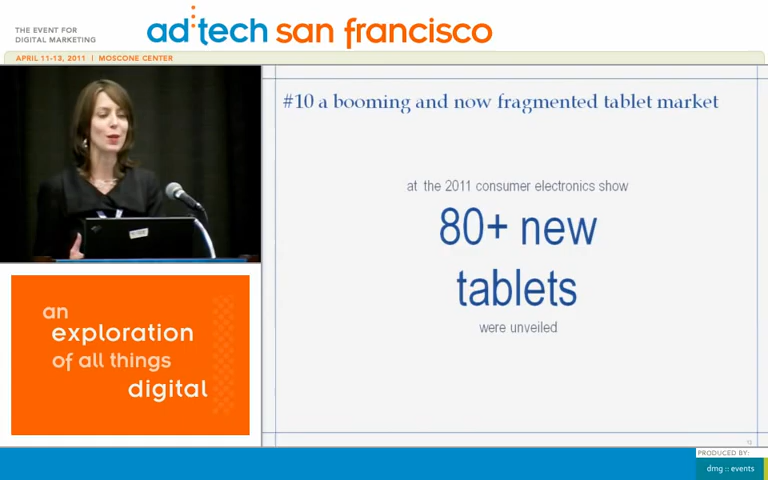 THE EVENT FOR
DIGITAL MARKETING
ad:tech san francisco
APRIL 11-13, 2011 | MOSCONE CENTER
#10 a booming and now fragmented tablet market
at the 2011 consumer electronics show
80+ new
tablets
were unveiled
an
exploration
of all things
digital
PRODUCED BY:
dmg :: events